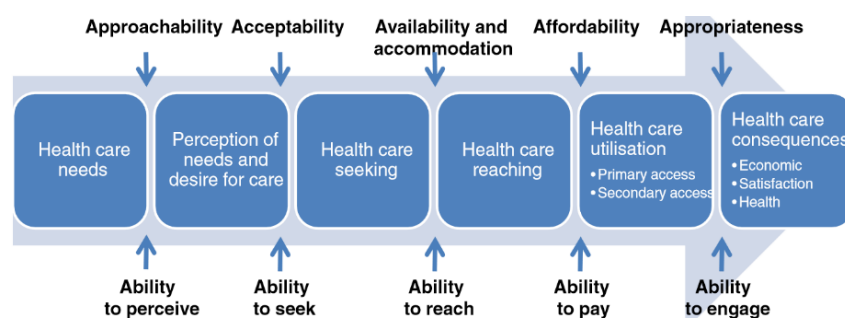 Approachability
Acceptability
Availability and
accommodation
Affordability
Appropriateness
Health care
needs
Perception of
needs and
desire for care
Health care
seeking
Health care
reaching
Health care
utilisation
• Primary access
• Secondary access
Health care
consequences
• Economic
• Satisfaction
• Health
Ability
to perceive
Ability
to seek
Ability
to reach
Ability
to pay
Ability
to engage